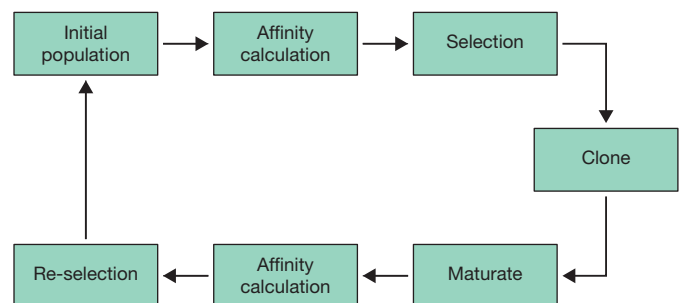 Initial
population
Affinity
calculation
Selection
Clone
Maturate
Affinity
calculation
Re-selection